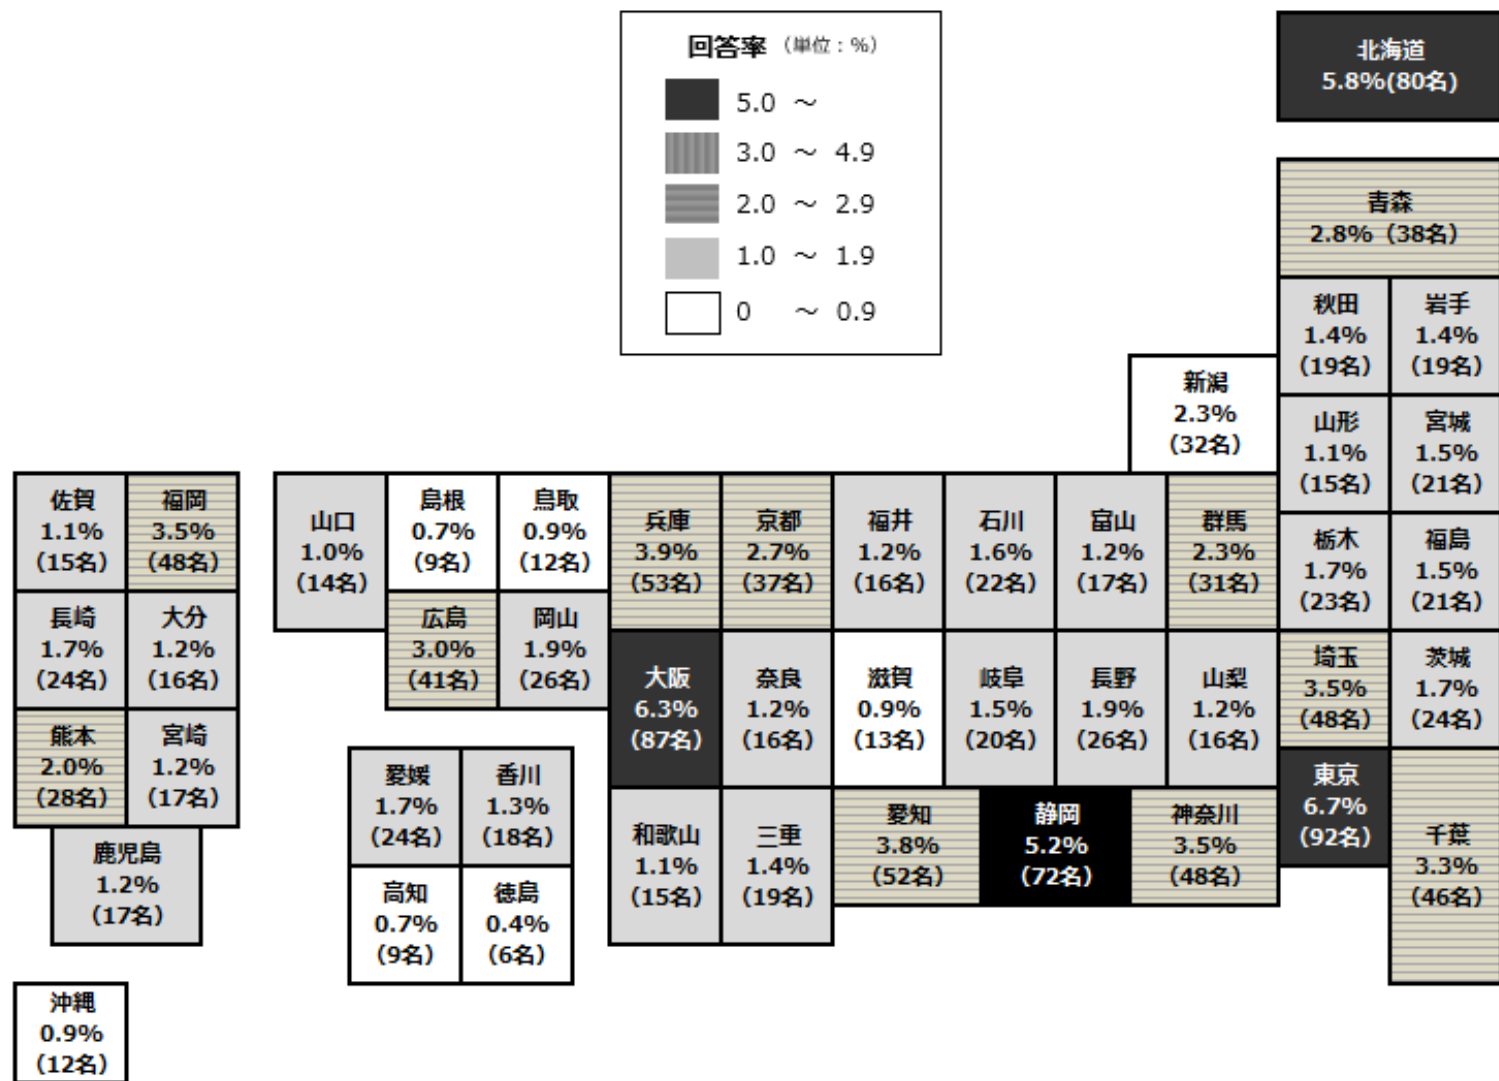 回答率 （単位：%）
5.0 ～
3.0 ～ 4.9
2.0 ～ 2.9
1.0 ～ 1.9
0 ～ 0.9
北海道
5.8%(80名)
青森
2.8%（38名）
秋田
1.4%
（19名）
岩手
1.4%
（19名）
新潟
2.3%
（32名）
山形
1.1%
（15名）
宮城
1.5%
（21名）
佐賀
1.1%
（15名）
福岡
3.5%
（48名）
山口
1.0%
（14名）
島根
0.7%
（9名）
鳥取
0.9%
（12名）
兵庫
3.9%
（53名）
京都
2.7%
（37名）
福井
1.2%
（16名）
石川
1.6%
（22名）
富山
1.2%
（17名）
群馬
2.3%
（31名）
栃木
1.7%
（23名）
福島
1.5%
（21名）
長崎
1.7%
（24名）
大分
1.2%
（16名）
広島
3.0%
（41名）
岡山
1.9%
（26名）
大阪
6.3%
（87名）
奈良
1.2%
（16名）
滋賀
0.9%
（13名）
岐阜
1.5%
（20名）
長野
1.9%
（26名）
山梨
1.2%
（16名）
埼玉
3.5%
（48名）
茨城
1.7%
（24名）
熊本
2.0%
（28名）
宮崎
1.2%
（17名）
愛媛
1.7%
（24名）
香川
1.3%
（18名）
和歌山
1.1%
（15名）
三重
1.4%
（19名）
愛知
3.8%
（52名）
静岡
5.2%
（72名）
神奈川
3.5%
（48名）
東京
6.7%
（92名）
千葉
3.3%
（46名）
鹿児島
1.2%
（17名）
高知
0.7%
（9名）
徳島
0.4%
（6名）
沖縄
0.9%
（12名）